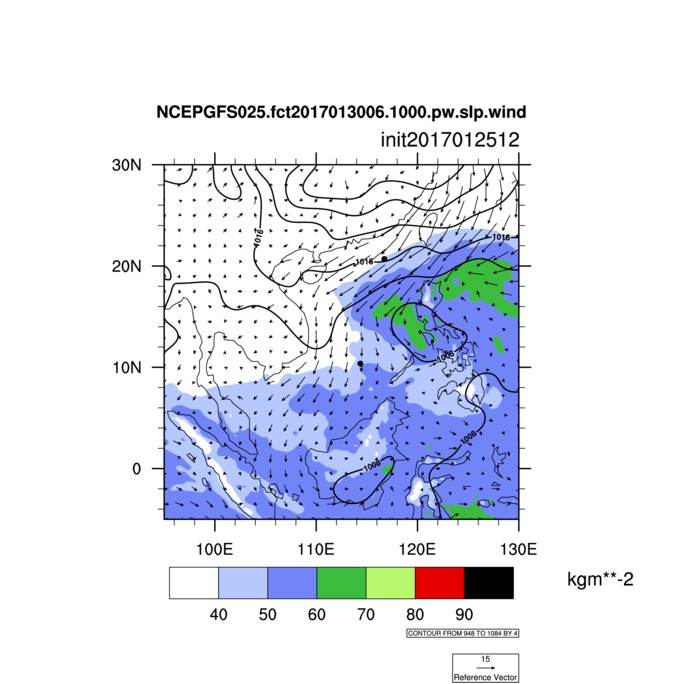 NCEPGFS025.fct2017013006.1000.pw.slp.wind
init2017012512
30N
20N
10N
0
1016
1016
1016
1008
1008
1008
100E 110E 120E 130E
40 50 60 70 80 90
kgm**-2
CONTOUR FROM 948 TO 1084 BY 4
15
Reference Vector